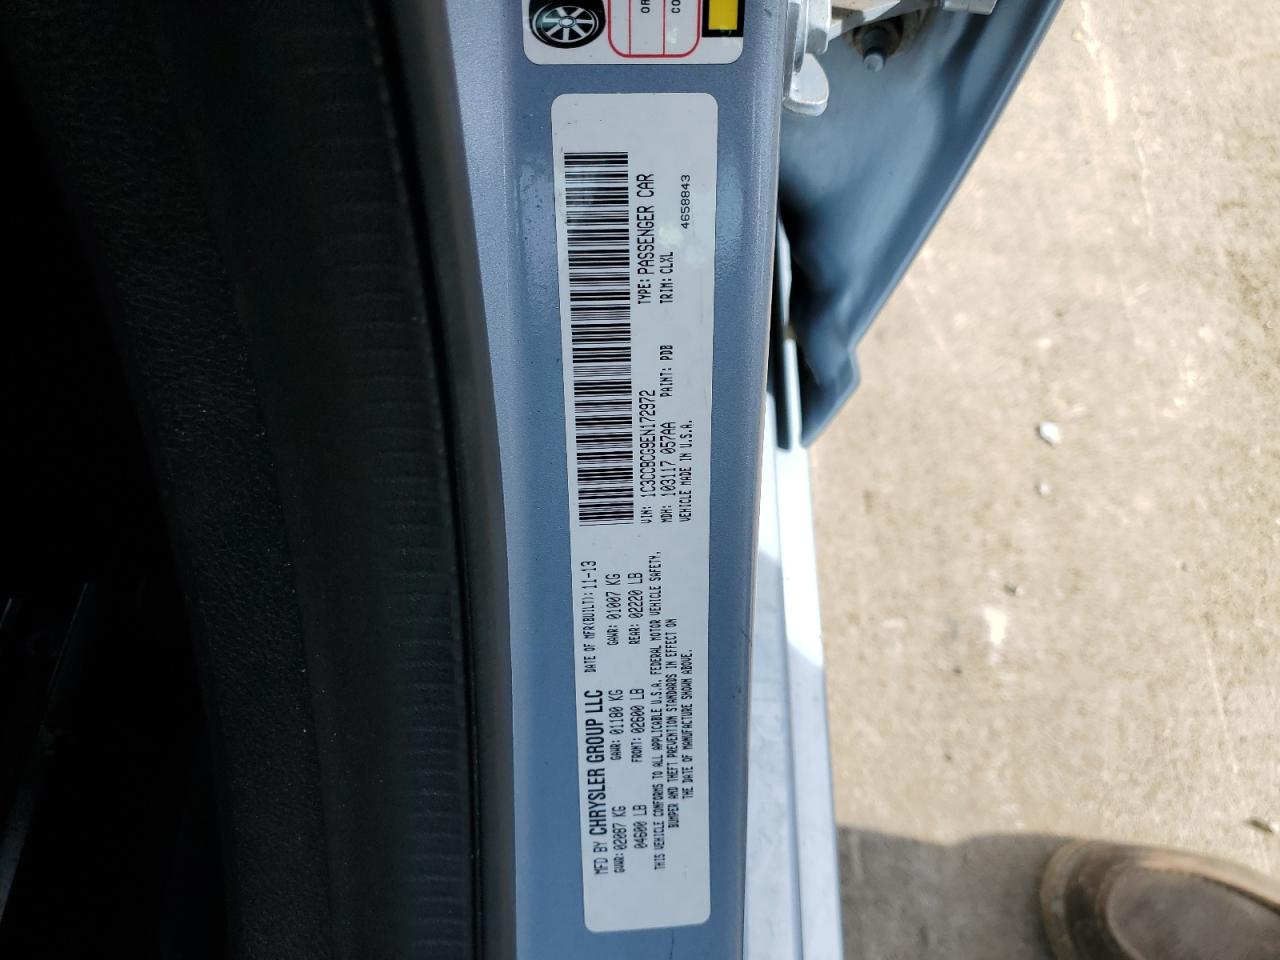 OR
CO
MFD BY CHRYSLER GROUP LLC DATE OF MFR(BUILT): 11-13
GVWR: 02087 KG GAWR: 01180 KG GAWR: 01007 KG
04600 LB FRONT: 02600 LB REAR: 02220 LB
THIS VEHICLE CONFORMS TO ALL APPLICABLE U.S.A. FEDERAL MOTOR VEHICLE SAFETY,
BUMPER AND THEFT PREVENTION STANDARDS IN EFFECT ON
THE DATE OF MANUFACTURE SHOWN ABOVE.
VIN: 1C3CCBCG9EN172972 TYPE: PASSENGER CAR
MDH: 103117 057AA PAINT: PDB TRIM: CLXL
VEHICLE MADE IN U.S.A. 4658843